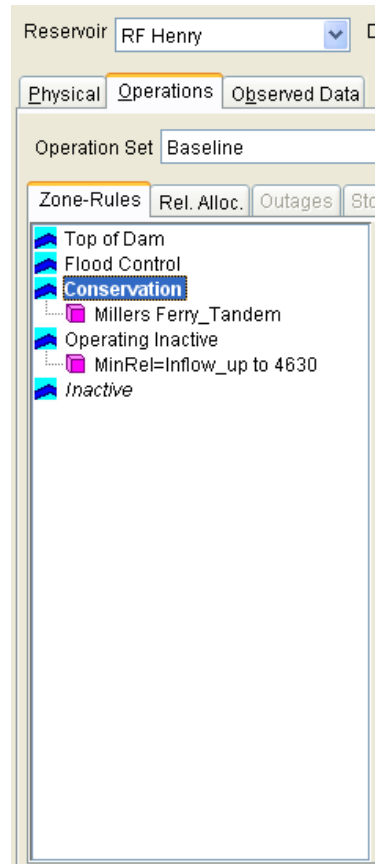 Reservoir RF Henry D
Physical Operations Observed Data
Operation Set Baseline
Zone-Rules Rel. Alloc. Outages Sto
Top of Dam
Flood Control
Conservation
Millers Ferry_Tandem
Operating Inactive
MinRel=Inflow_up to 4630
Inactive